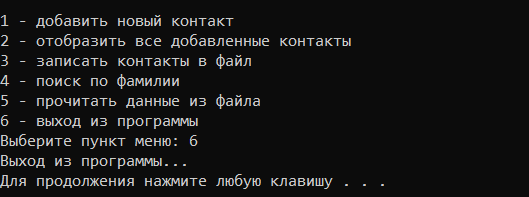 1 - добавить новый контакт
2 - отобразить все добавленные контакты
3 - записать контакты в файл
4 - поиск по фамилии
5 - прочитать данные из файла
6 - выход из программы
Выберите пункт меню: 6
Выход из программы...
Для продолжения нажмите любую клавишу . . .